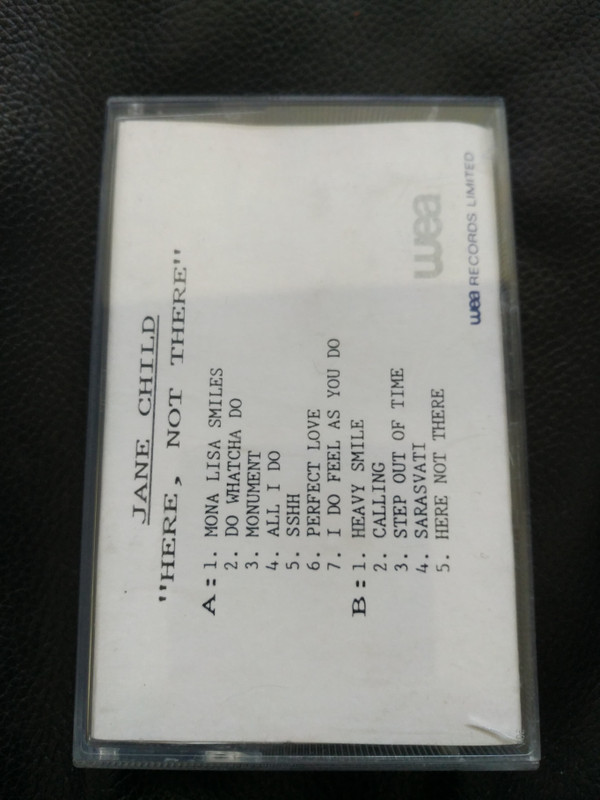 JANE CHILD
"HERE, NOT THERE"
A: 1. MONA LISA SMILES
2. DO WHATCHA DO
3. MONUMENT
4. ALL I DO
5. SSHH
6. PERFECT LOVE
7. I DO FEEL AS YOU DO
B: 1. HEAVY SMILE
2. CALLING
3. STEP OUT OF TIME
4. SARASVATI
5. HERE NOT THERE
wea
wea RECORDS LIMITED